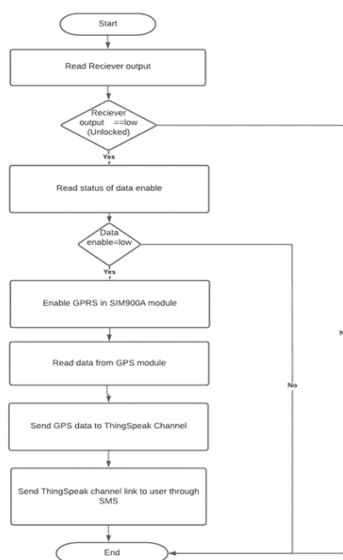 Start
Read Reciever output
Reciever
output ==low
(Unlocked)
Yes
Read status of data enable
Data
enable=low
Yes
Enable GPRS in SIM900A module
Read data from GPS module
No
Send GPS data to ThingSpeak Channel
Send ThingSpeak channel link to user through
SMS
End